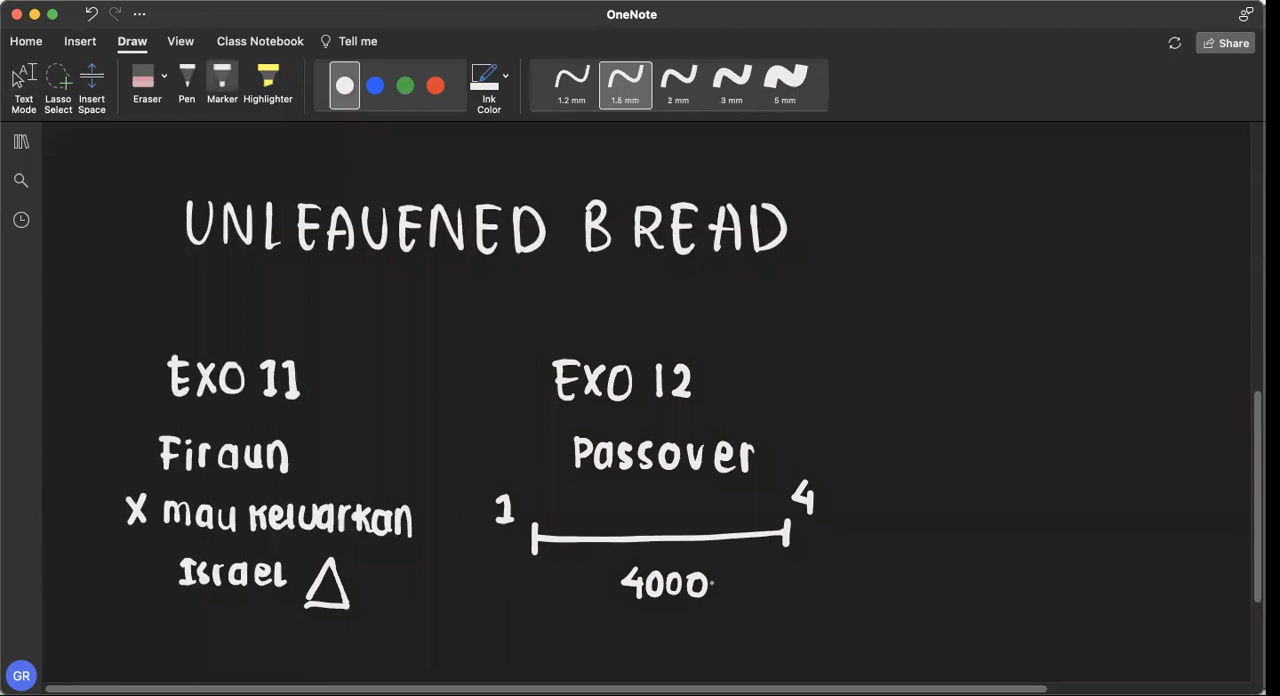 OneNote
Home Insert Draw View Class Notebook Tell me
Share
Text Mode
Lasso Select
Insert Space
Eraser
Pen
Marker
Highlighter
Ink Color
1.2 mm
1.5 mm
2 mm
3 mm
5 mm
UNLEAUENED BREAD
EXO 11
Firaun
X mau keluarkan
Israel
EXO 12
Passover
1 4
4000
GR